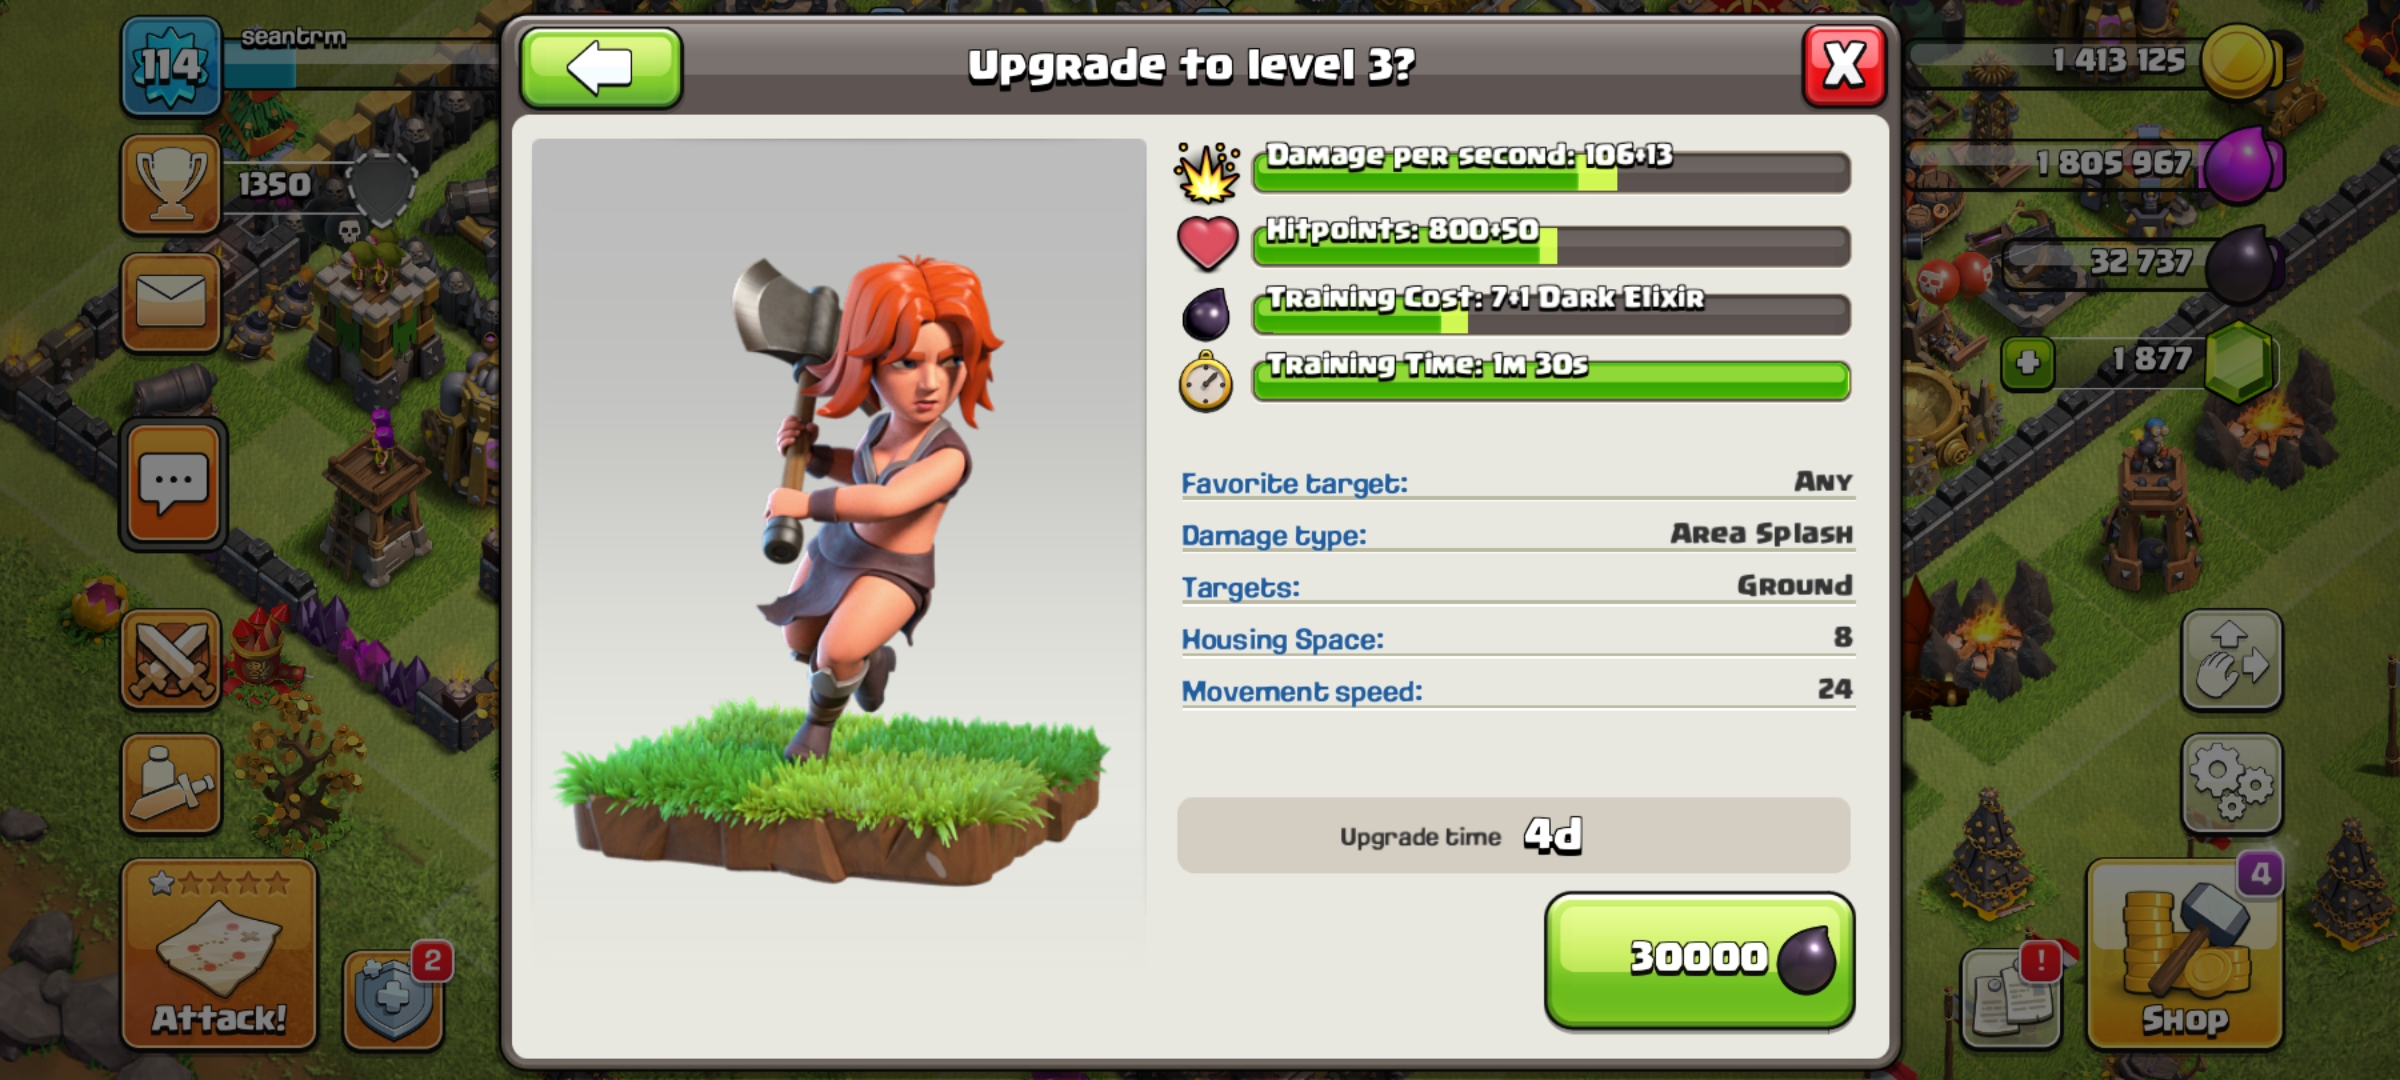 114
seantrm
1350
Attack!
2
Upgrade to level 3?
X
Damage per second: 106+13
Hitpoints: 800+50
Training Cost: 7+1 Dark Elixir
Training Time: 1m 30s
Favorite target: Any
Damage type: Area Splash
Targets: Ground
Housing Space: 8
Movement speed: 24
Upgrade time 4d
30000
1 413 125
1 805 967
32 737
+ 1 877
4
!
Shop